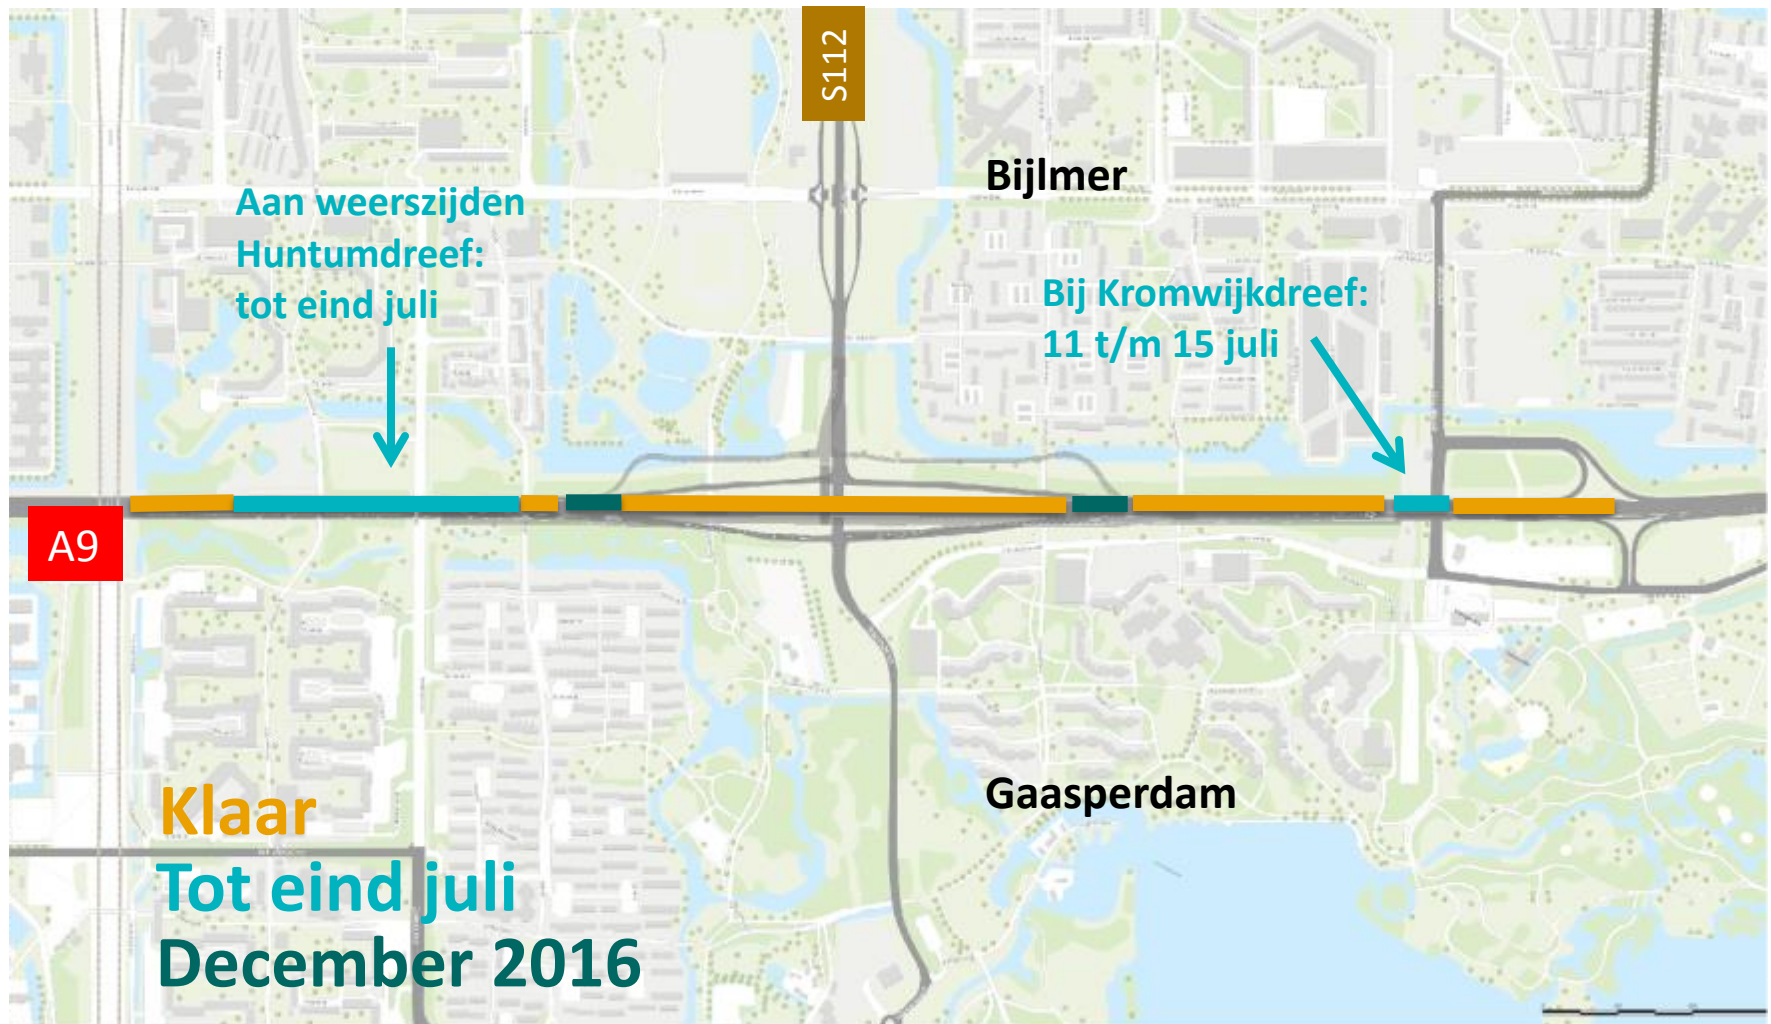 S112
Bijlmer
Aan weerszijden
Huntumdreef:
tot eind juli
Bij Kromwijkdreef:
11 t/m 15 juli
A9
Gaasperdam
Klaar
Tot eind juli
December 2016